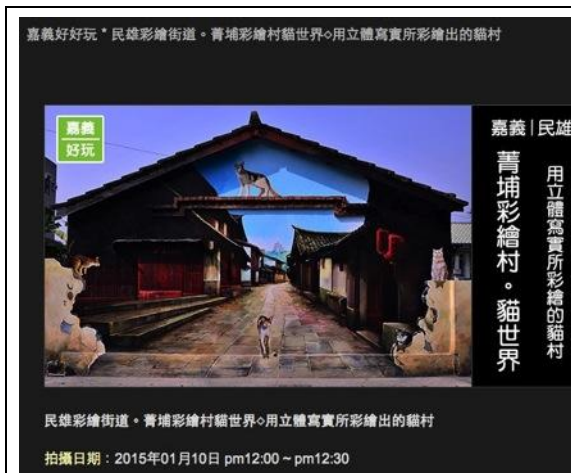 嘉義好好玩 * 民雄彩繪街道。菁埔彩繪村貓世界◇用立體寫實所彩繪出的貓村
嘉義
好玩
嘉義|民雄
菁埔彩繪村。貓世界
用立體寫實所彩繪的貓村
民雄彩繪街道。菁埔彩繪村貓世界◇用立體寫實所彩繪出的貓村
拍攝日期：2015年01月10日 pm12:00 ~ pm12:30